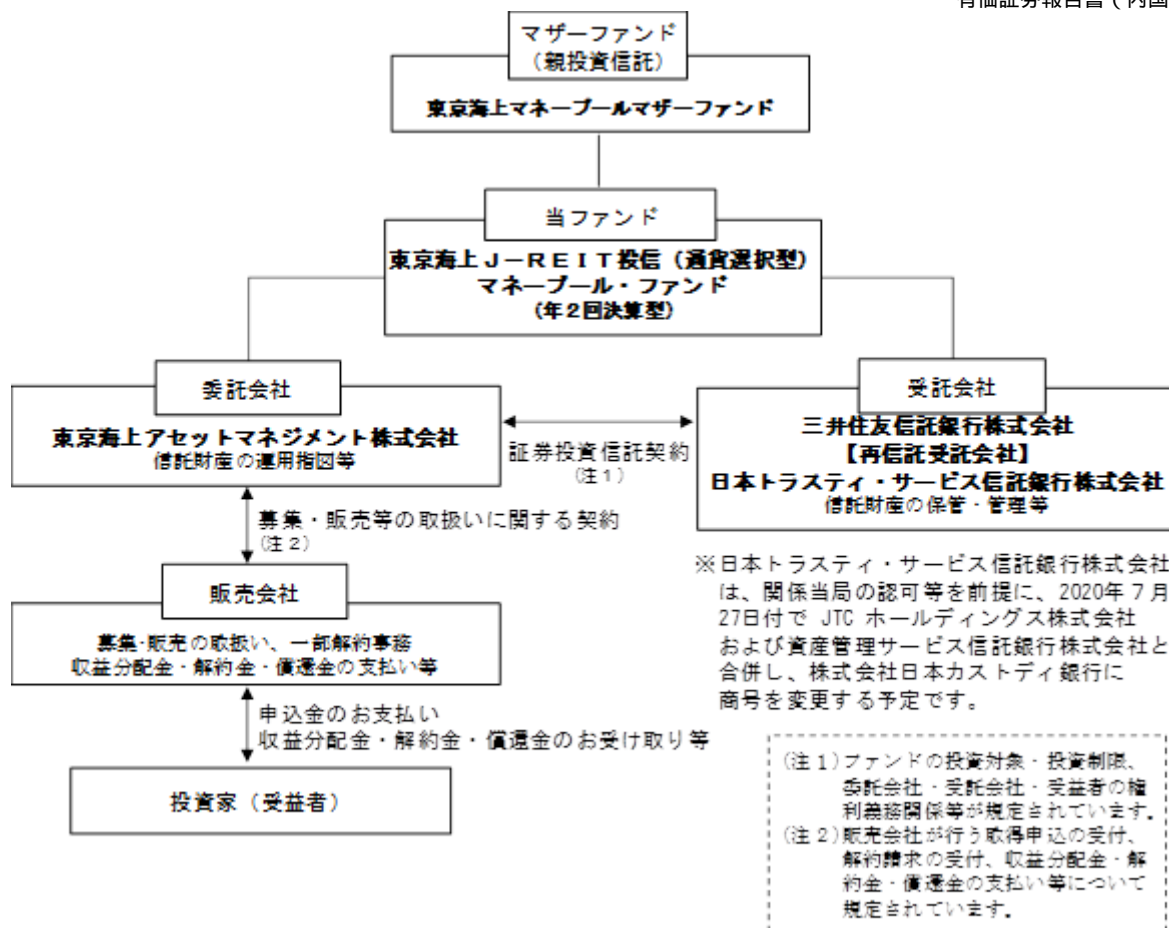 有価証券報告書（内国
マザーファンド
（親投資信託）
東京海上マネープールマザーファンド
当ファンド
東京海上Ｊ－ＲＥＩＴ投信（通貨選択型）
マネープール・ファンド
(年２回決算型)
委託会社
東京海上アセットマネジメント株式会社
信託財産の運用指図等
証券投資信託契約
(注１)
受託会社
三井住友信託銀行株式会社
【再信託受託会社】
日本トラスティ・サービス信託銀行株式会社
信託財産の保管・管理等
募集・販売等の取扱いに関する契約
(注２)
販売会社
募集・販売の取扱い、一部解約事務
収益分配金・解約金・償還金の支払い等
申込金のお支払い
収益分配金・解約金・償還金のお受け取り等
投資家（受益者）
※日本トラスティ・サービス信託銀行株式会社
は、関係当局の認可等を前提に、2020年７月
27日付で JTC ホールディングス株式会社
および資産管理サービス信託銀行株式会社と
合併し、株式会社日本カストディ銀行に
商号を変更する予定です。
(注１)ファンドの投資対象・投資制限、
委託会社・受託会社・受益者の権
利義務関係等が規定されています。
(注２)販売会社が行う取得申込の受付、
解約請求の受付、収益分配金・解
約金・償還金の支払い等について
規定されています。